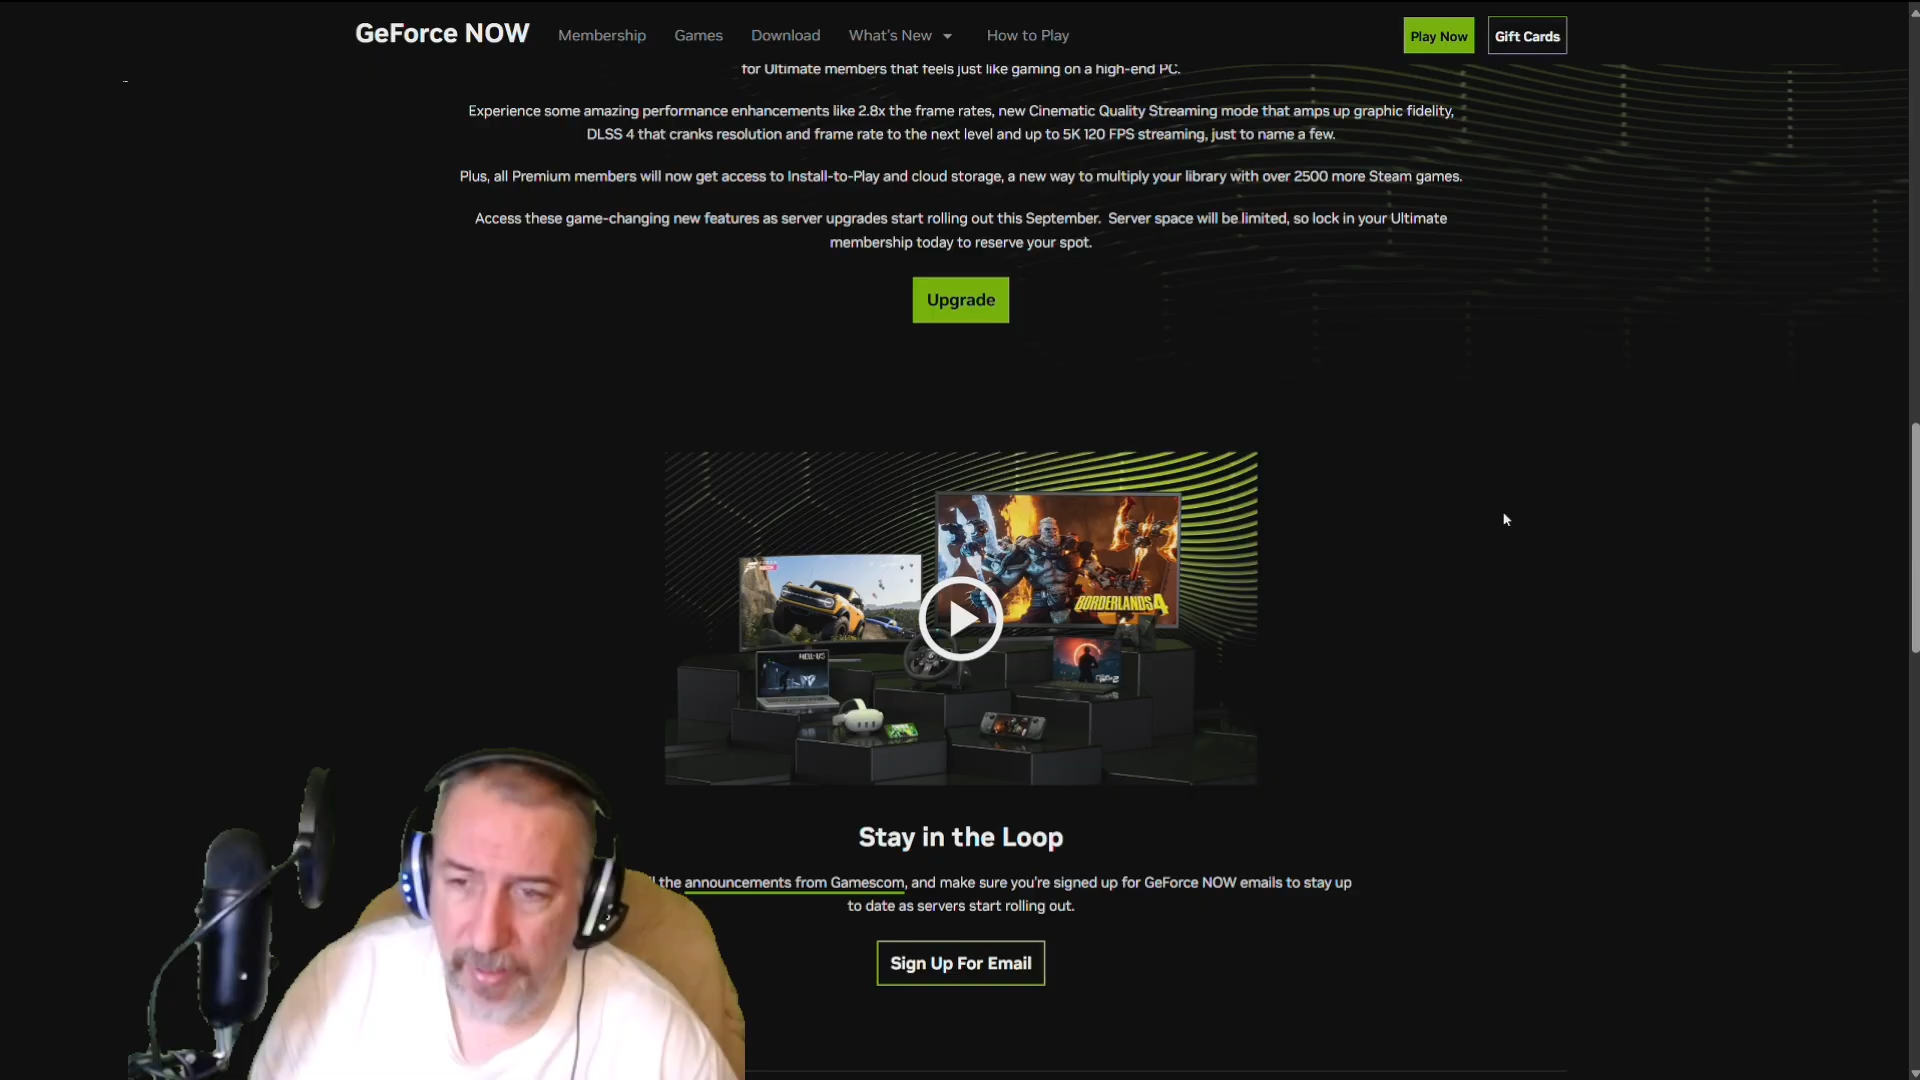 GeForce NOW Membership Games Download What's New How to Play Play Now Gift Cards
for Ultimate members that feels just like gaming on a high-end PC.
Experience some amazing performance enhancements like 2.8x the frame rates, new Cinematic Quality Streaming mode that amps up graphic fidelity,
DLSS 4 that cranks resolution and frame rate to the next level and up to 5K 120 FPS streaming, just to name a few.
Plus, all Premium members will now get access to Install-to-Play and cloud storage, a new way to multiply your library with over 2500 more Steam games.
Access these game-changing new features as server upgrades start rolling out this September. Server space will be limited, so lock in your Ultimate
membership today to reserve your spot.
Upgrade
BORDERLANDS 4
Stay in the Loop
the announcements from Gamescom, and make sure you're signed up for GeForce NOW emails to stay up
to date as servers start rolling out.
Sign Up For Email